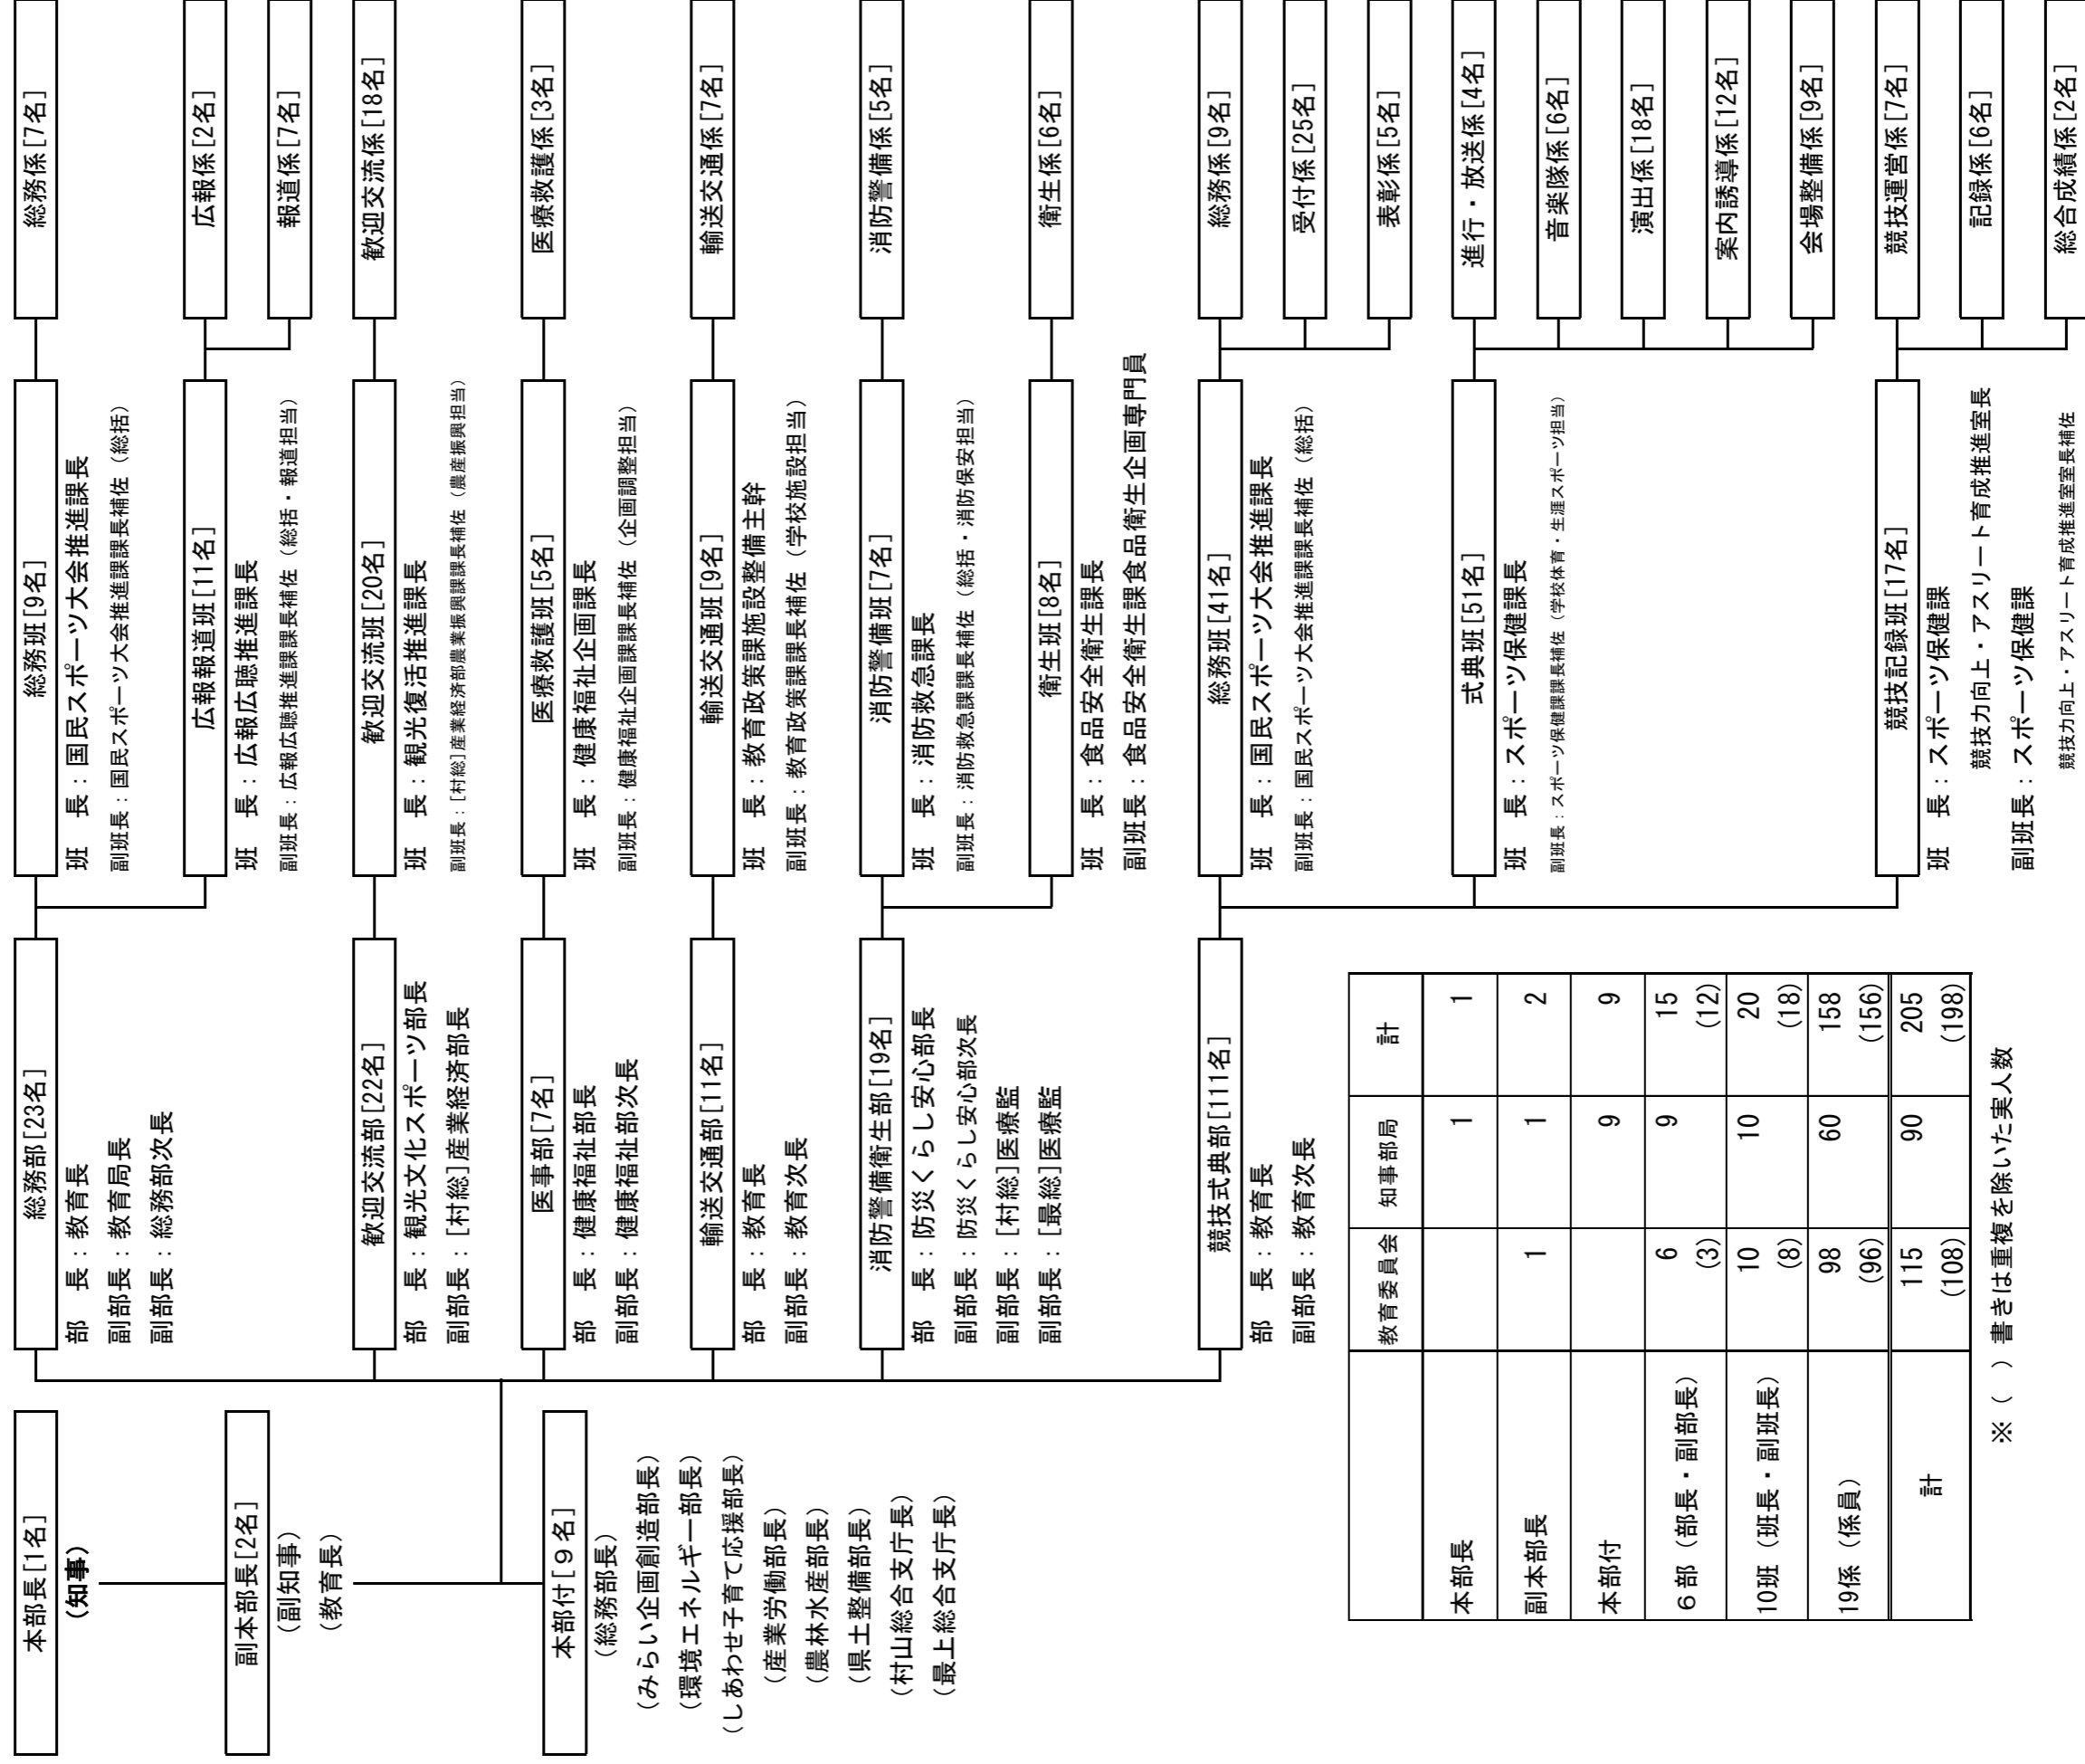 本部長[1名]
(知事)
副本部長[2名]
(副知事)
(教育長)
本部付[9名]
(総務部長)
(みらい企画創造部長)
(環境エネルギー部長)
(しあわせ子育て応援部長)
(産業労働部長)
(農林水産部長)
(県土整備部長)
(村山総合支庁長)
(最上総合支庁長)
総務部[23名]
部　長：教育長
副部長：教育局長
副部長：総務部次長
総務班[9名]
班　長：国民スポーツ大会推進課長
副班長：国民スポーツ大会推進課課長補佐（総括）
総務係[7名]
広報報道班[11名]
班　長：広報広聴推進課長
副班長：広報広聴推進課課長補佐（総括・報道担当）
広報係[2名]
報道係[7名]
歓迎交流部[22名]
部　長：観光文化スポーツ部長
副部長：[村総]産業経済部長
歓迎交流班[20名]
班　長：観光復活推進課長
副班長：[村総]産業経済部農業振興課課長補佐（農産振興担当）
歓迎交流係[18名]
医事部[7名]
部　長：健康福祉部長
副部長：健康福祉部次長
医療救護班[5名]
班　長：健康福祉企画課長
副班長：健康福祉企画課課長補佐（企画調整担当）
医療救護係[3名]
輸送交通部[11名]
部　長：教育長
副部長：教育次長
輸送交通班[9名]
班　長：教育政策課施設整備主幹
副班長：教育政策課課長補佐（学校施設担当）
輸送交通係[7名]
消防警備衛生部[19名]
部　長：防災くらし安心部長
副部長：防災くらし安心部次長
副部長：[村総]医療監
副部長：[最総]医療監
消防警備班[7名]
班　長：消防救急課長
副班長：消防救急課課長補佐（総括・消防保安担当）
消防警備係[5名]
衛生班[8名]
班　長：食品安全衛生課長
副班長：食品安全衛生課食品衛生企画専門員
衛生係[6名]
競技式典部[111名]
部　長：教育長
副部長：教育次長
総務班[41名]
班　長：国民スポーツ大会推進課長
副班長：国民スポーツ大会推進課課長補佐（総括）
総務係[9名]
受付係[25名]
表彰係[5名]
式典班[51名]
班　長：スポーツ保健課長
副班長：スポーツ保健課課長補佐（学校体育・生涯スポーツ担当）
進行・放送係[4名]
音楽隊係[6名]
演出係[18名]
案内誘導係[12名]
会場整備係[9名]
競技記録班[17名]
班　長：スポーツ保健課
競技力向上・アスリート育成推進室長
副班長：スポーツ保健課
競技力向上・アスリート育成推進室室長補佐
競技運営係[7名]
記録係[6名]
総合成績係[2名]
教育委員会 知事部局 計
本部長 1 1
副本部長 1 1 2
本部付 9 9
６部（部長・副部長） 6 9 15
(3) (12)
10班（班長・副班長） 10 10 20
(8) (18)
19係（係員） 98 60 158
(96) (156)
計 115 90 205
(108) (198)
※（　）書きは重複を除いた実人数